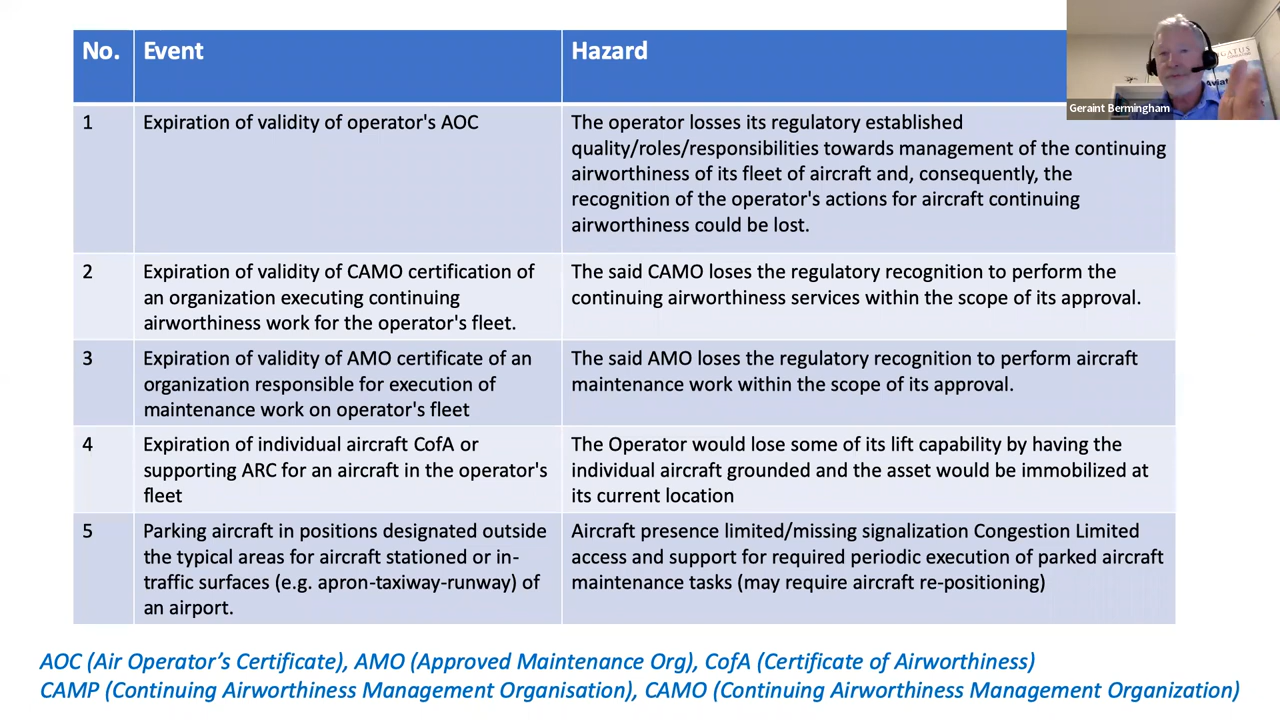 No.
Event
Hazard
Geraint Bermingham
1
Expiration of validity of operator's AOC
The operator losses its regulatory established
quality/roles/responsibilities towards management of the continuing
airworthiness of its fleet of aircraft and, consequently, the
recognition of the operator's actions for aircraft continuing
airworthiness could be lost.
2
Expiration of validity of CAMO certification of
an organization executing continuing
airworthiness work for the operator's fleet.
The said CAMO loses the regulatory recognition to perform the
continuing airworthiness services within the scope of its approval.
3
Expiration of validity of AMO certificate of an
organization responsible for execution of
maintenance work on operator's fleet
The said AMO loses the regulatory recognition to perform aircraft
maintenance work within the scope of its approval.
4
Expiration of individual aircraft CofA or
supporting ARC for an aircraft in the operator's
fleet
The Operator would lose some of its lift capability by having the
individual aircraft grounded and the asset would be immobilized at
its current location
5
Parking aircraft in positions designated outside
the typical areas for aircraft stationed or in-
traffic surfaces (e.g. apron-taxiway-runway) of
an airport.
Aircraft presence limited/missing signalization Congestion Limited
access and support for required periodic execution of parked aircraft
maintenance tasks (may require aircraft re-positioning)
AOC (Air Operator’s Certificate), AMO (Approved Maintenance Org), CofA (Certificate of Airworthiness)
CAMP (Continuing Airworthiness Management Organisation), CAMO (Continuing Airworthiness Management Organization)